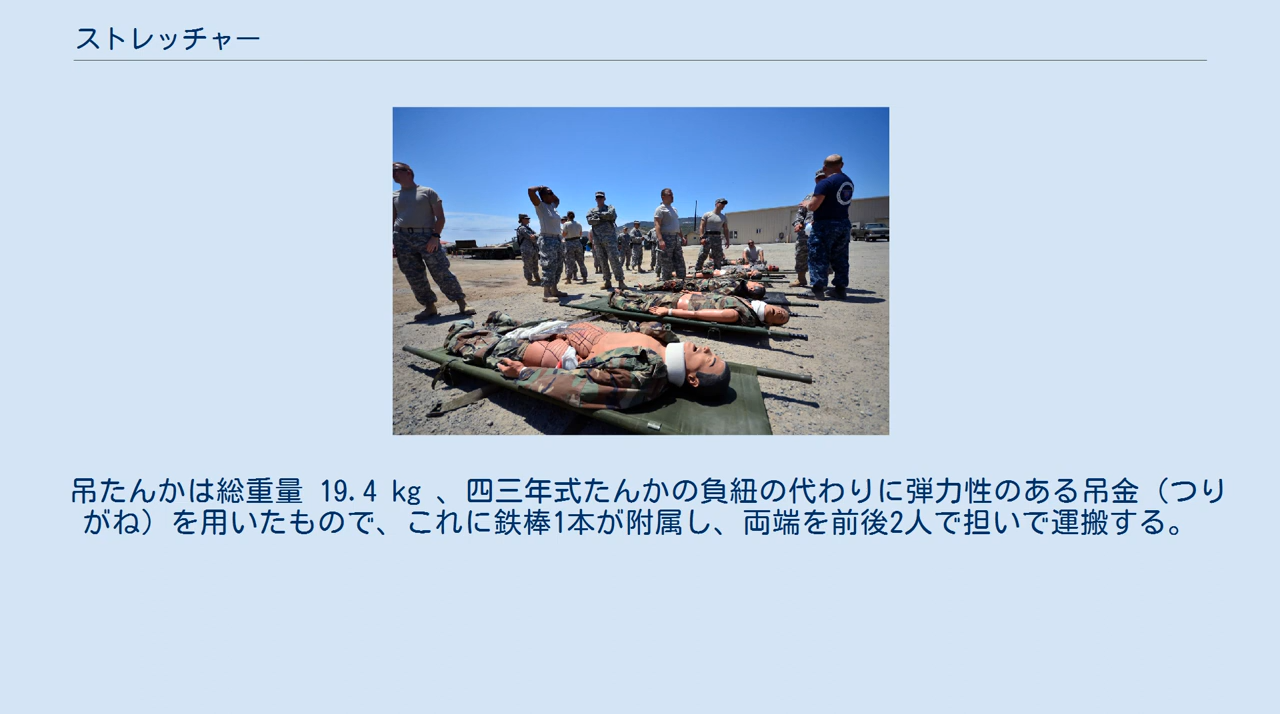 ストレッチャー
吊たんかは総重量 19.4 kg 、四三年式たんかの負紐の代わりに弾力性のある吊金（つり
がね）を用いたもので、これに鉄棒1本が附属し、両端を前後2人で担いで運搬する。